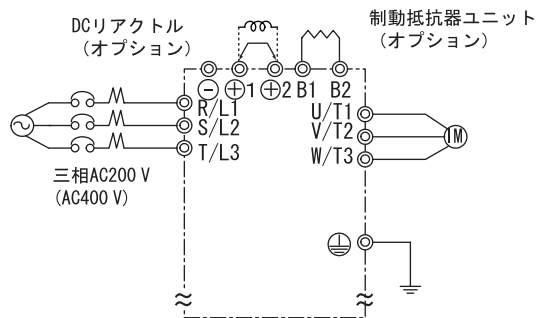 DCリアクトル
（オプション）
制動抵抗器ユニット
（オプション）
⊖ ⊕1 ⊕2 B1 B2
R/L1
S/L2
T/L3
U/T1
V/T2
W/T3
IM
三相AC200 V
(AC400 V)